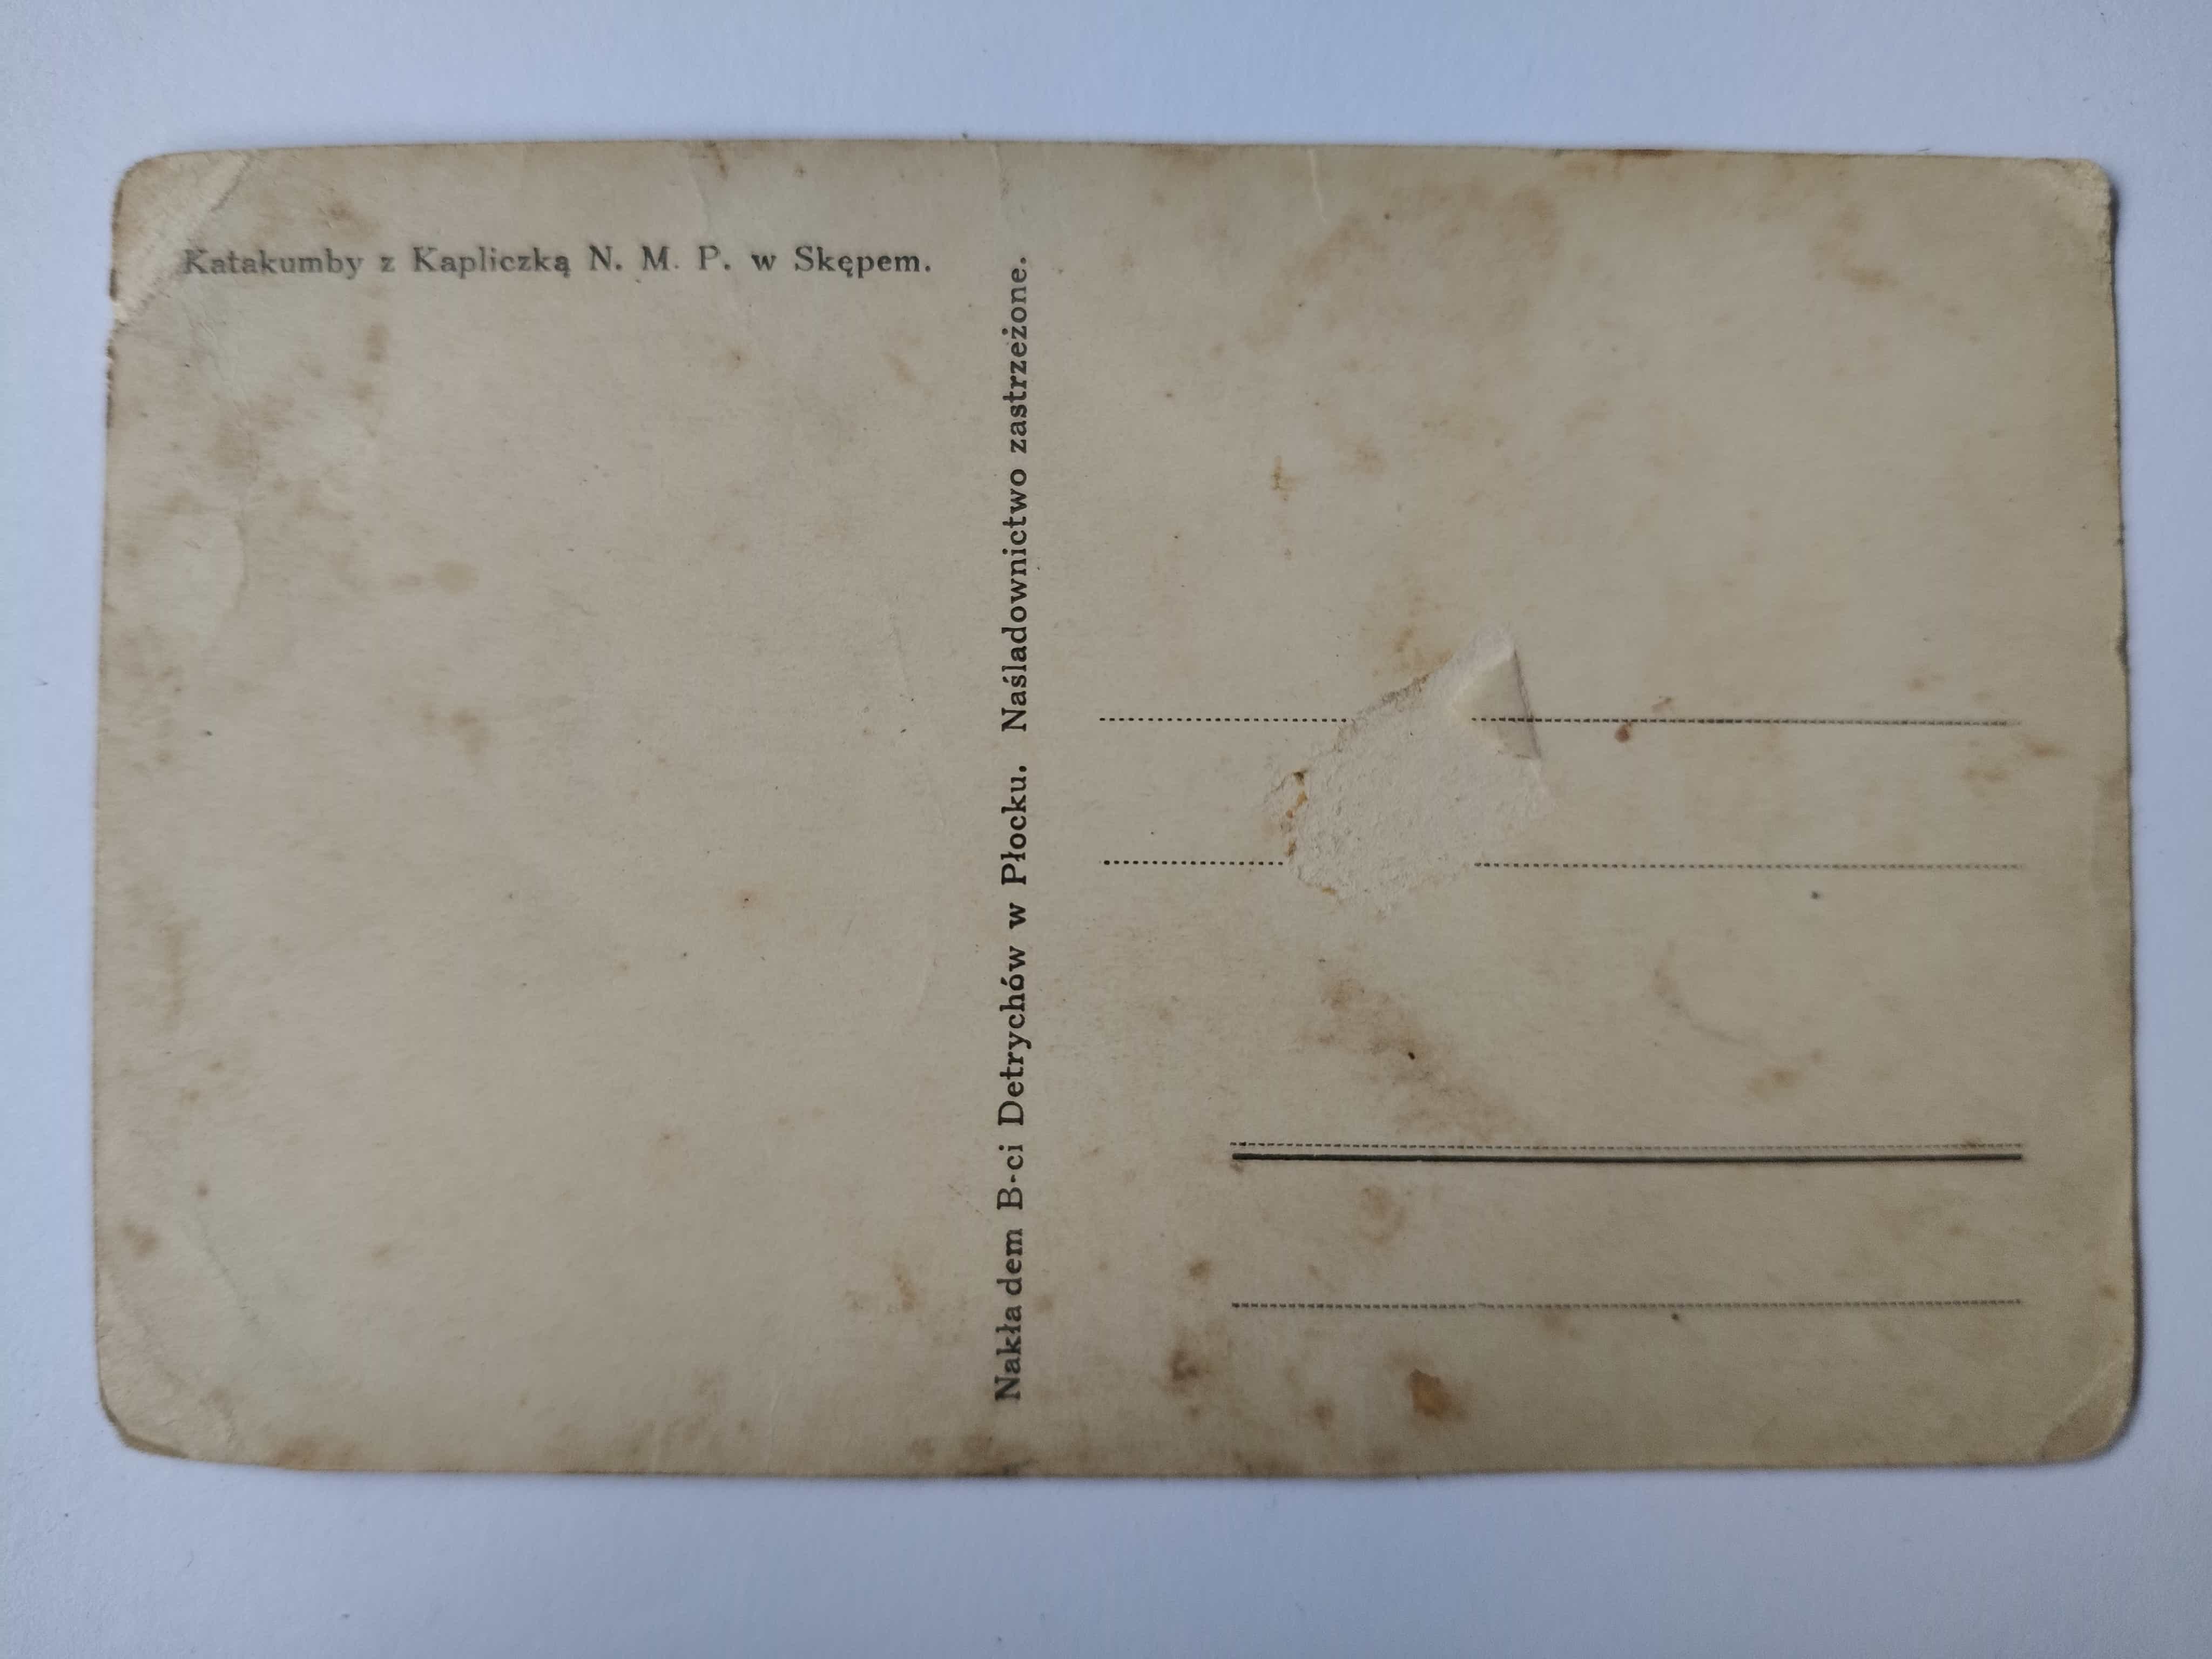 Katakumby z Kapliczką N. M. P. w Skępem.
Nakładem B-ci Detrychów w Płocku. Naśladownictwo zastrzeżone.